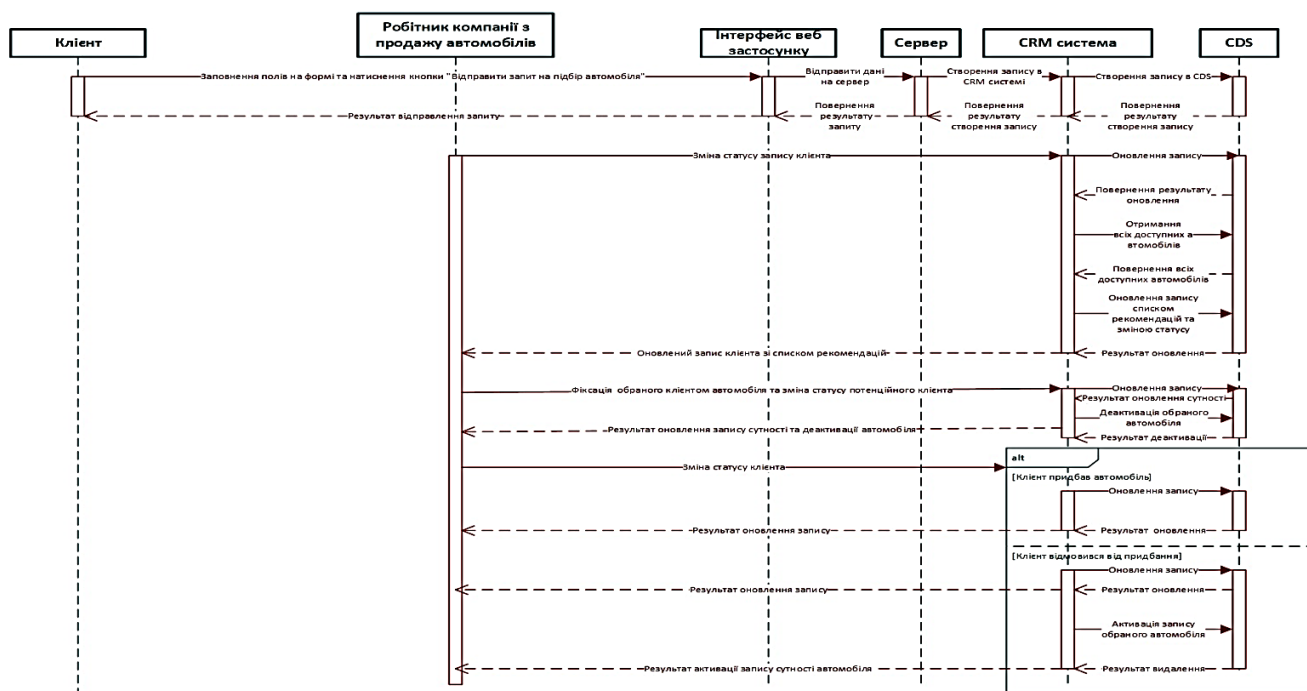 Клієнт
Робітник компанії з
продажу автомобілів
Інтерфейс веб
застосунку
Сервер
CRM система
CDS
Заповнення полів на формі та натиснення кнопки "Відправити запит на підбір автомобіля"
Відправити дані
на сервер
Створення запису в
CRM системі
Створення запису в CDS
Результат відправлення запиту
Повернення
результату
запиту
Повернення
результату
створення запису
Повернення
результату
створення запису
Зміна статусу запису клієнта
Оновлення запису
Повернення результату
оновлення
Отримання
всіх доступних а
втомобілів
Повернення всіх
доступних автомобілів
Оновлення запису
списком
рекомендацій та
зміною статусу
Оновлений запис клієнта зі списком рекомендацій
Результат оновлення
Фіксація обраного клієнтом автомобіля та зміна статусу потенційного клієнта
Оновлення запису
Результат оновлення сутності
Деактивація обраного
автомобіля
Результат оновлення запису сутності та деактивації автомобіля
Результат деактивації
Зміна статусу клієнта
alt
[Клієнт придбав автомобіль]
Оновлення запису
Результат оновлення запису
Результат оновлення
[Клієнт відмовився від придбання]
Оновлення запису
Результат оновлення запису
Результат оновлення
Активація запису
обраного автомобіля
Результат активації запису сутності автомобіля
Результат видалення